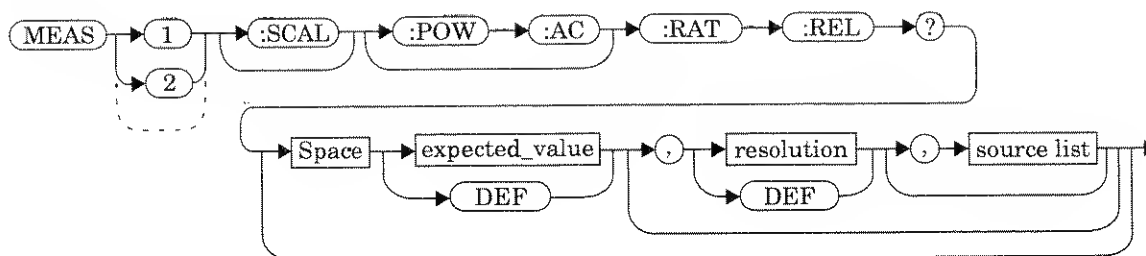 MEAS 1 :SCAL :POW :AC :RAT :REL ?
2
Space expected_value , resolution , source list
DEF DEF